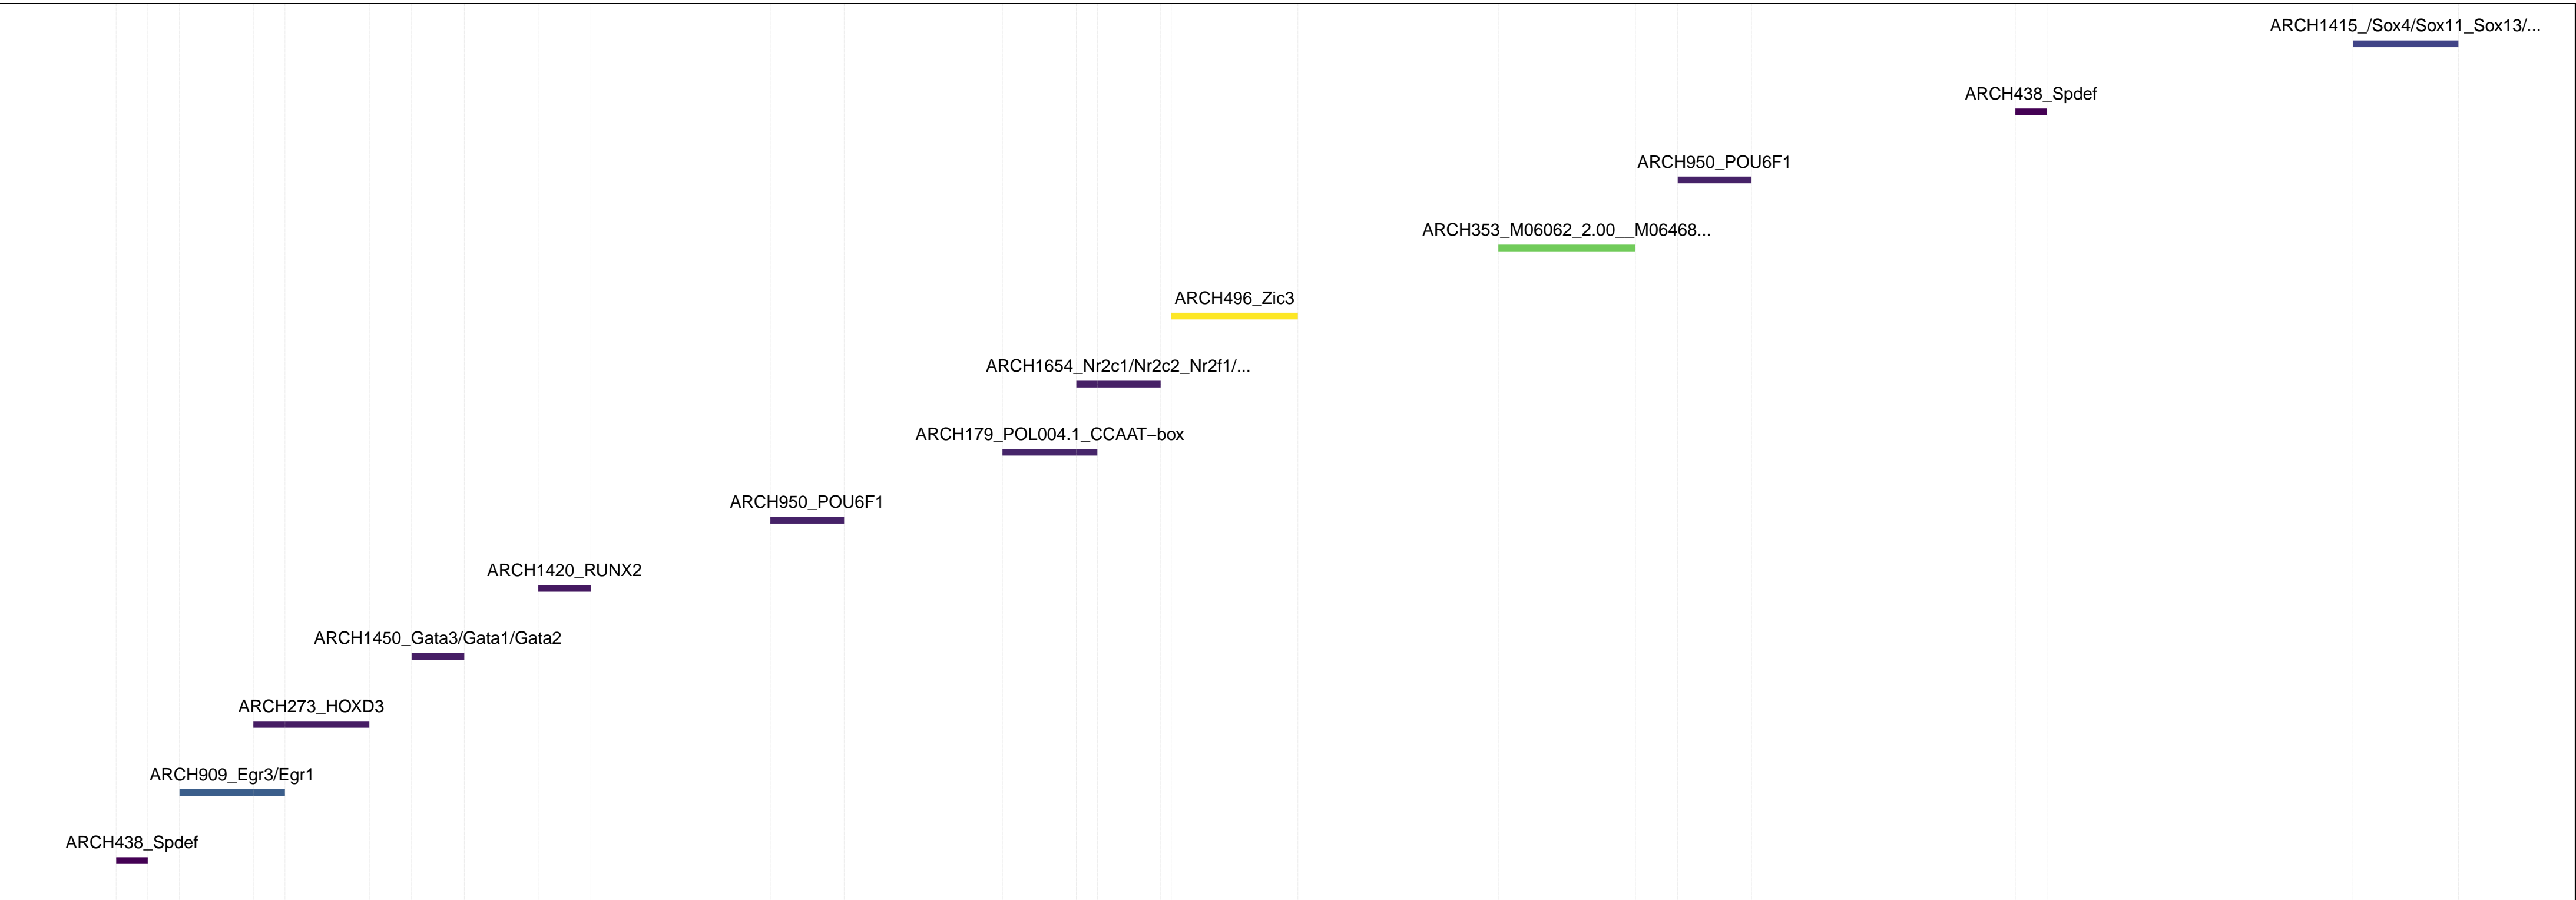 ARCH1415_/Sox4/Sox11_Sox13/...
ARCH438_Spdef
ARCH950_POU6F1
ARCH353_M06062_2.00__M06468...
ARCH496_Zic3
ARCH1654_Nr2c1/Nr2c2_Nr2f1/...
ARCH179_POL004.1_CCAAT−box
ARCH950_POU6F1
ARCH1420_RUNX2
ARCH1450_Gata3/Gata1/Gata2
ARCH273_HOXD3
ARCH909_Egr3/Egr1
ARCH438_Spdef